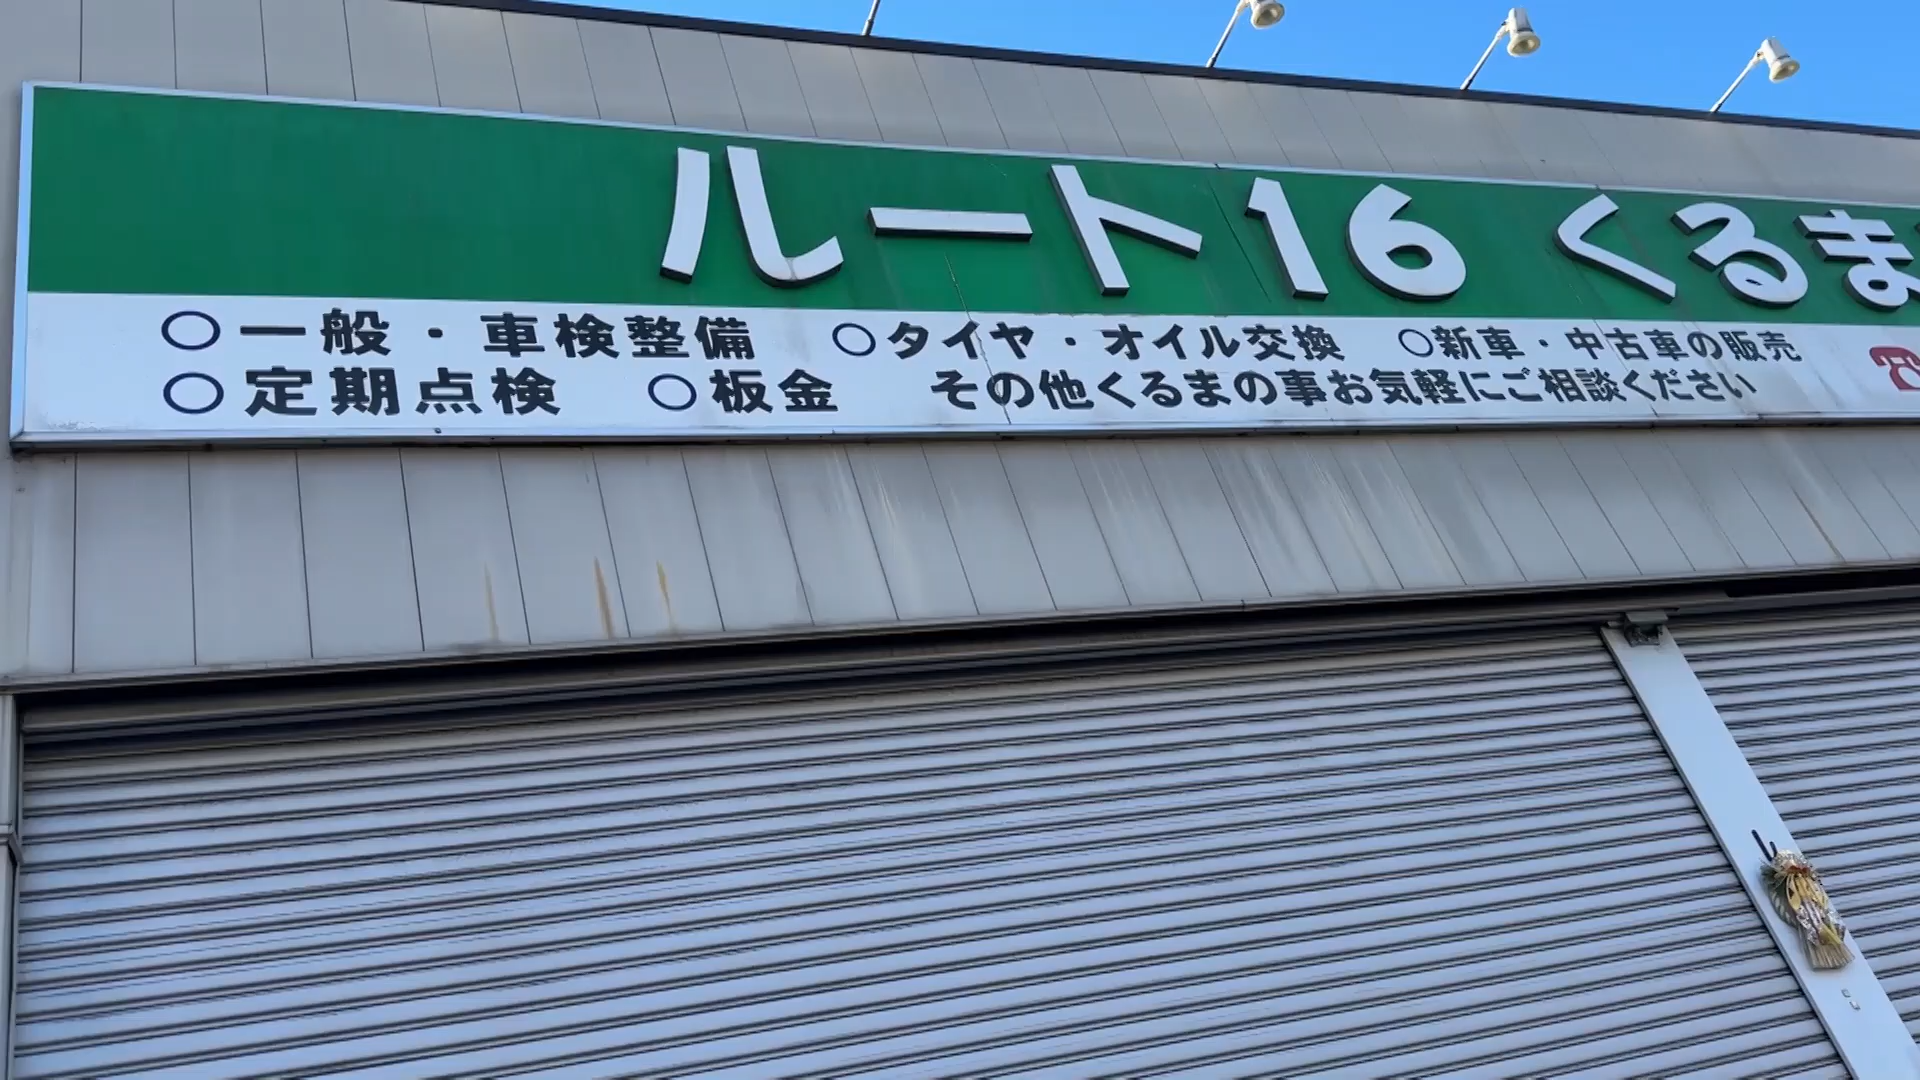 ルート16 くるま
○一般・車検整備 ○タイヤ・オイル交換 ○新車・中古車の販売
○定期点検 ○板金 その他くるまの事お気軽にご相談ください